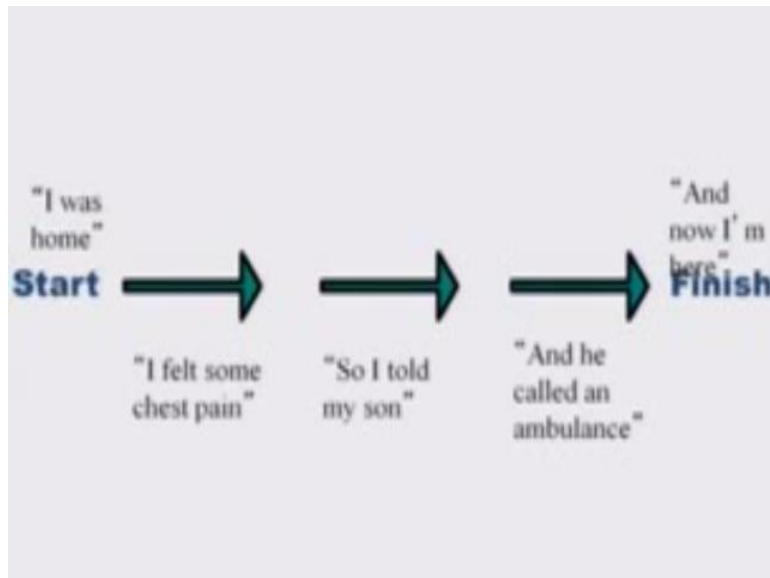 "I was
home"
Start
"I felt some
chest pain"
"So I told
my son"
"And he
called an
ambulance"
"And
now I'm
here"
Finish